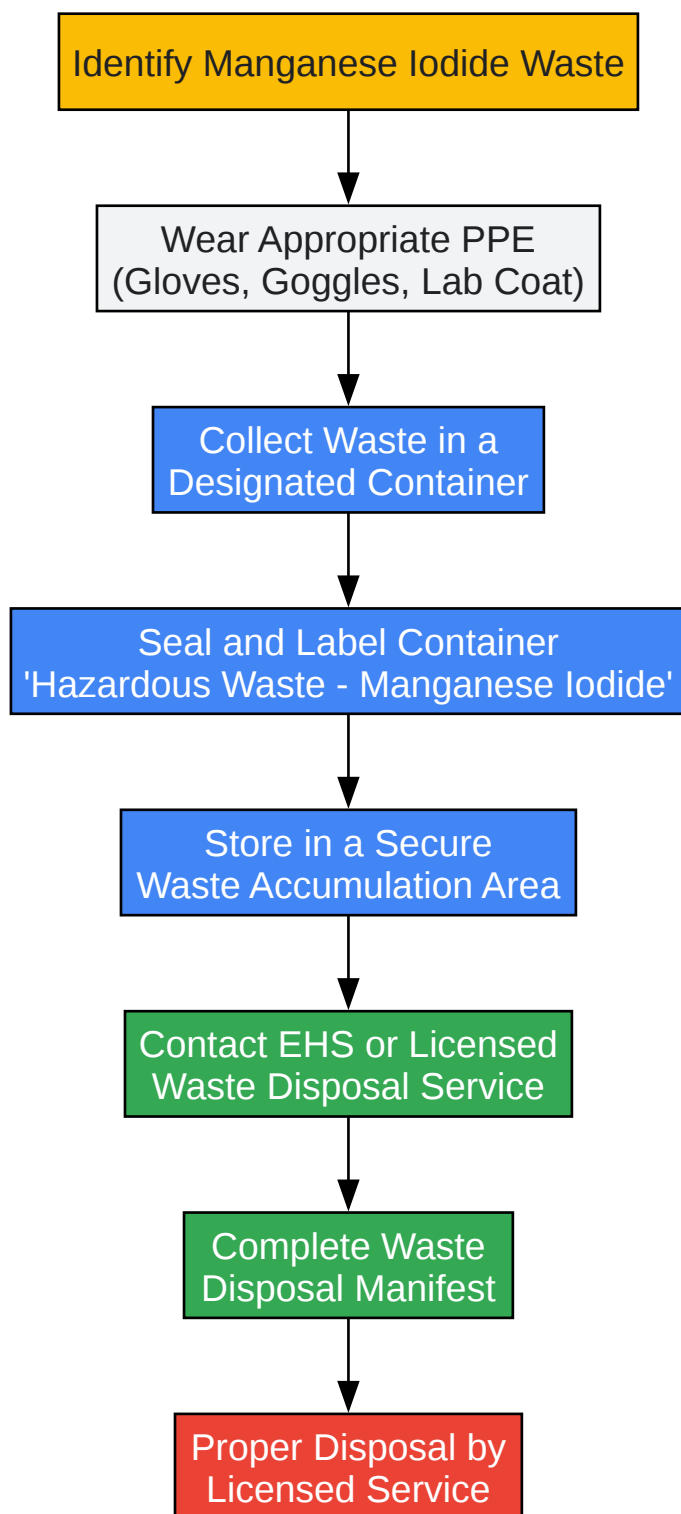 Identify Manganese Iodide Waste
Wear Appropriate PPE
(Gloves, Goggles, Lab Coat)
Collect Waste in a
Designated Container
Seal and Label Container
'Hazardous Waste - Manganese Iodide'
Store in a Secure
Waste Accumulation Area
Contact EHS or Licensed
Waste Disposal Service
Complete Waste
Disposal Manifest
Proper Disposal by
Licensed Service